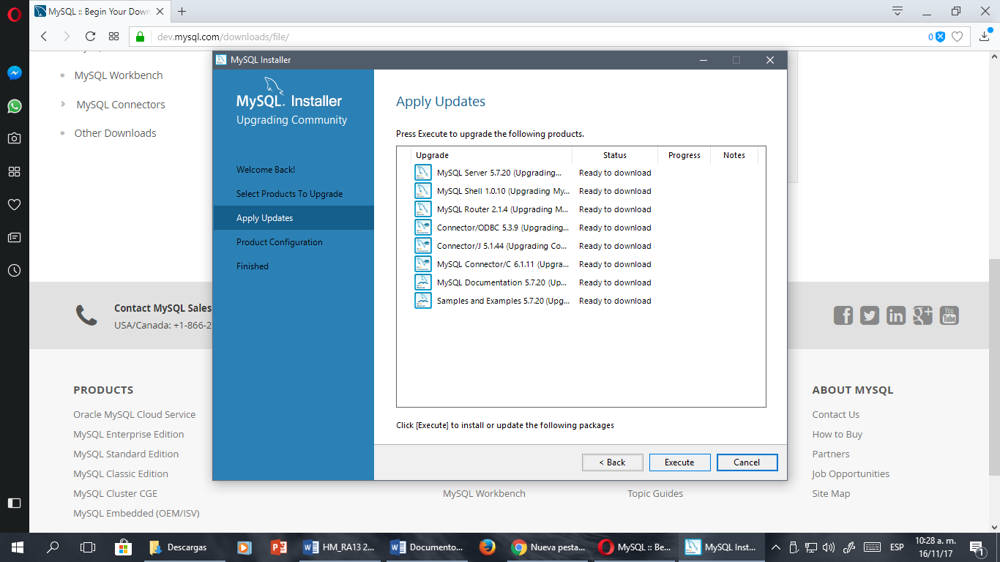 MySQL :: Begin Your Down
dev.mysql.com/downloads/file/
0
MySQL Workbench
MySQL Connectors
Other Downloads
Contact MySQL Sales
USA/Canada: +1-866-2
PRODUCTS
Oracle MySQL Cloud Service
MySQL Enterprise Edition
MySQL Standard Edition
MySQL Classic Edition
MySQL Cluster CGE
MySQL Embedded (OEM/ISV)
MySQL Workbench
Topic Guides
ABOUT MYSQL
Contact Us
How to Buy
Partners
Job Opportunities
Site Map
MySQL Installer
MySQL. Installer
Upgrading Community
Welcome Back!
Select Products To Upgrade
Apply Updates
Product Configuration
Finished
Apply Updates
Press Execute to upgrade the following products.
Upgrade Status Progress Notes
MySQL Server 5.7.20 (Upgrading... Ready to download
MySQL Shell 1.0.10 (Upgrading My... Ready to download
MySQL Router 2.1.4 (Upgrading M... Ready to download
Connector/ODBC 5.3.9 (Upgrading... Ready to download
Connector/J 5.1.44 (Upgrading Co... Ready to download
MySQL Connector/C 6.1.11 (Upgra... Ready to download
MySQL Documentation 5.7.20 (Up... Ready to download
Samples and Examples 5.7.20 (Upg... Ready to download
Click [Execute] to install or update the following packages
< Back Execute Cancel
You Tube
Descargas
HM_RA13 2...
Documento...
Nueva pesta...
MySQL :: Be...
MySQL Inst...
ESP
10:28 a. m.
16/11/17
1